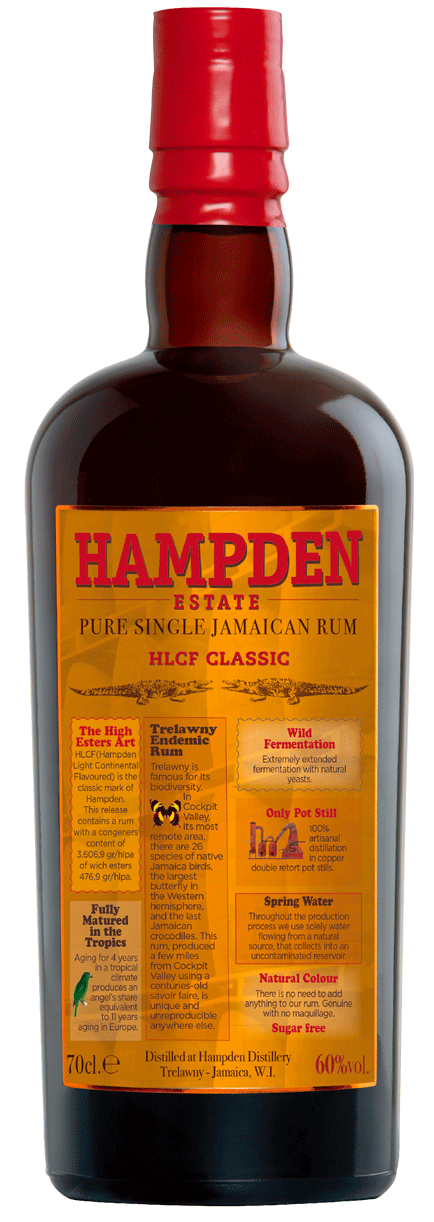 HAMPDEN
ESTATE
PURE SINGLE JAMAICAN RUM
HLCF CLASSIC
The High
Esters Art
HLCF(Hampden
Light Continental
Flavoured) is the
classic mark of
Hampden.
This release
contains a rum
with a congeners
content of
3.606,9 gr/hlpa
of wich esters
476,9 gr/hlpa.
Fully
Matured
in the
Tropics
Aging for 4 years
in a tropical
climate
produces an
angel's share
equivalent
to 11 years
aging in Europe.
Trelawny
Endemic
Rum
Trelawny is
famous for its
biodiversity.
In
Cockpit
Valley,
its most
remote area,
there are 26
species of native
Jamaica birds,
the largest
butterfly in
the Western
hemisphere,
and the last
Jamaican
crocodiles. This
rum, produced
a few miles
from Cockpit
Valley using a
centuries-old
savoir faire, is
unique and
unreproducible
anywhere else.
Wild
Fermentation
Extremely extended
fermentation with natural
yeasts.
Only Pot Still
100%
artisanal
distillation
in copper
double retort pot stills.
Spring Water
Throughout the production
process we use solely water
flowing from a natural
source, that collects into an
uncontaminated reservoir.
Natural Colour
There is no need to add
anything to our rum. Genuine
with no maquillage.
Sugar free
70cl.℮
Distilled at Hampden Distillery
Trelawny - Jamaica, W.I.
60%vol.